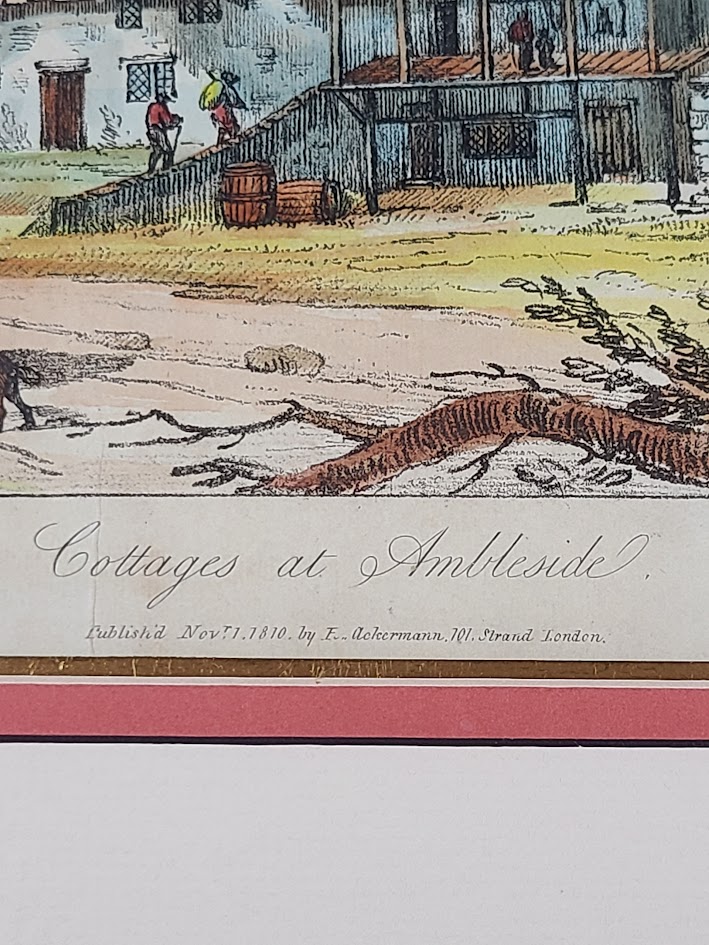 Cottages at Ambleside.
Publish'd Novr. 1. 1810. by R. Ackermann, 101, Strand London.